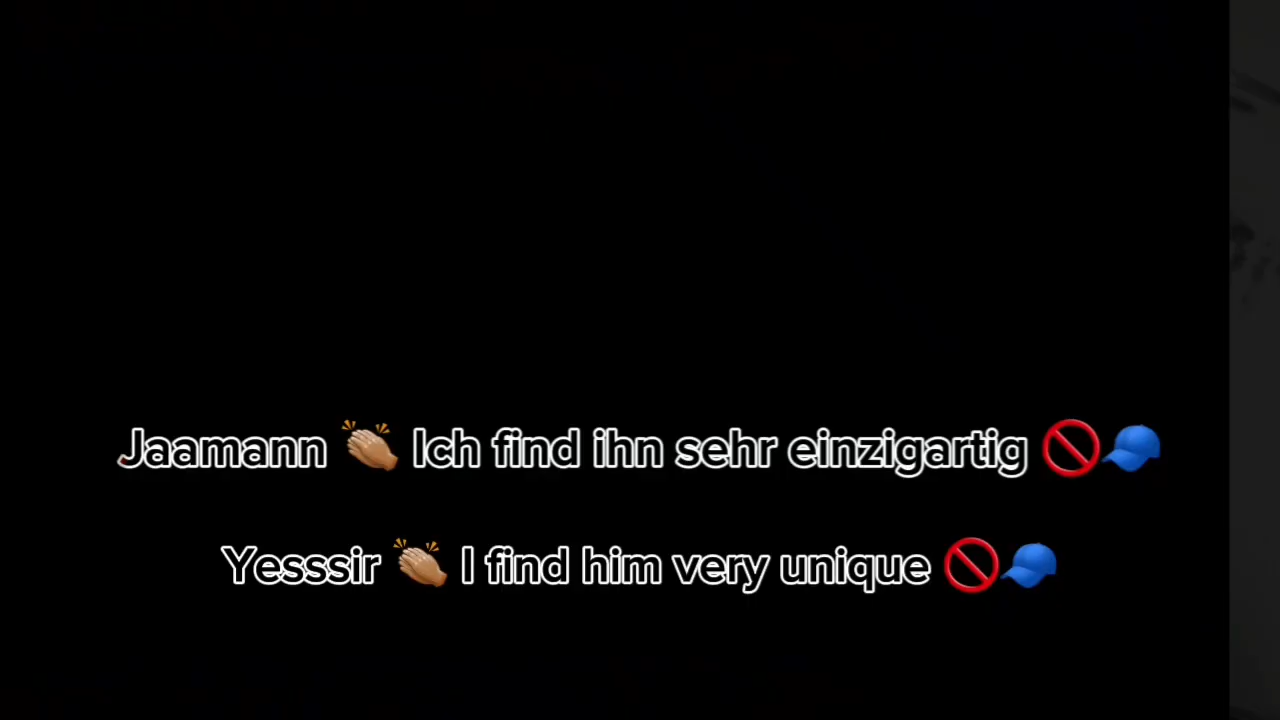 Jaamann 👏🏼 Ich find ihn sehr einzigartig 🚫🧢
Yesssir 👏🏼 I find him very unique 🚫🧢